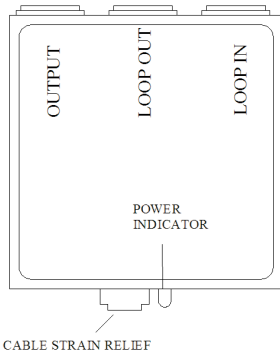 OUTPUT
LOOP OUT
LOOP IN
POWER
INDICATOR
CABLE STRAIN RELIEF